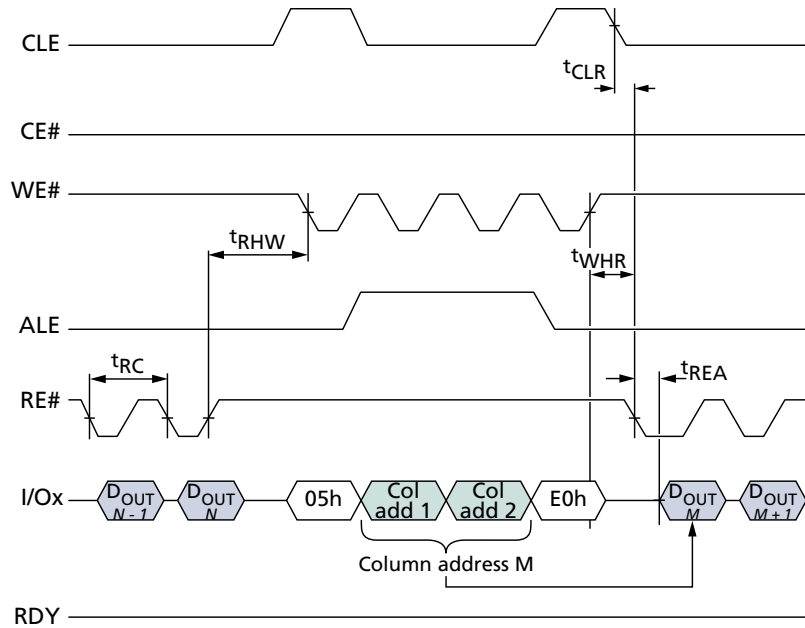 CLE
tCLR
CE#
WE#
tRHW
tWHR
ALE
tRC
tREA
RE#
I/Ox
DOUT
N - 1
DOUT
N
05h
Col
add 1
Col
add 2
E0h
DOUT
M
DOUT
M + 1
Column address M
RDY